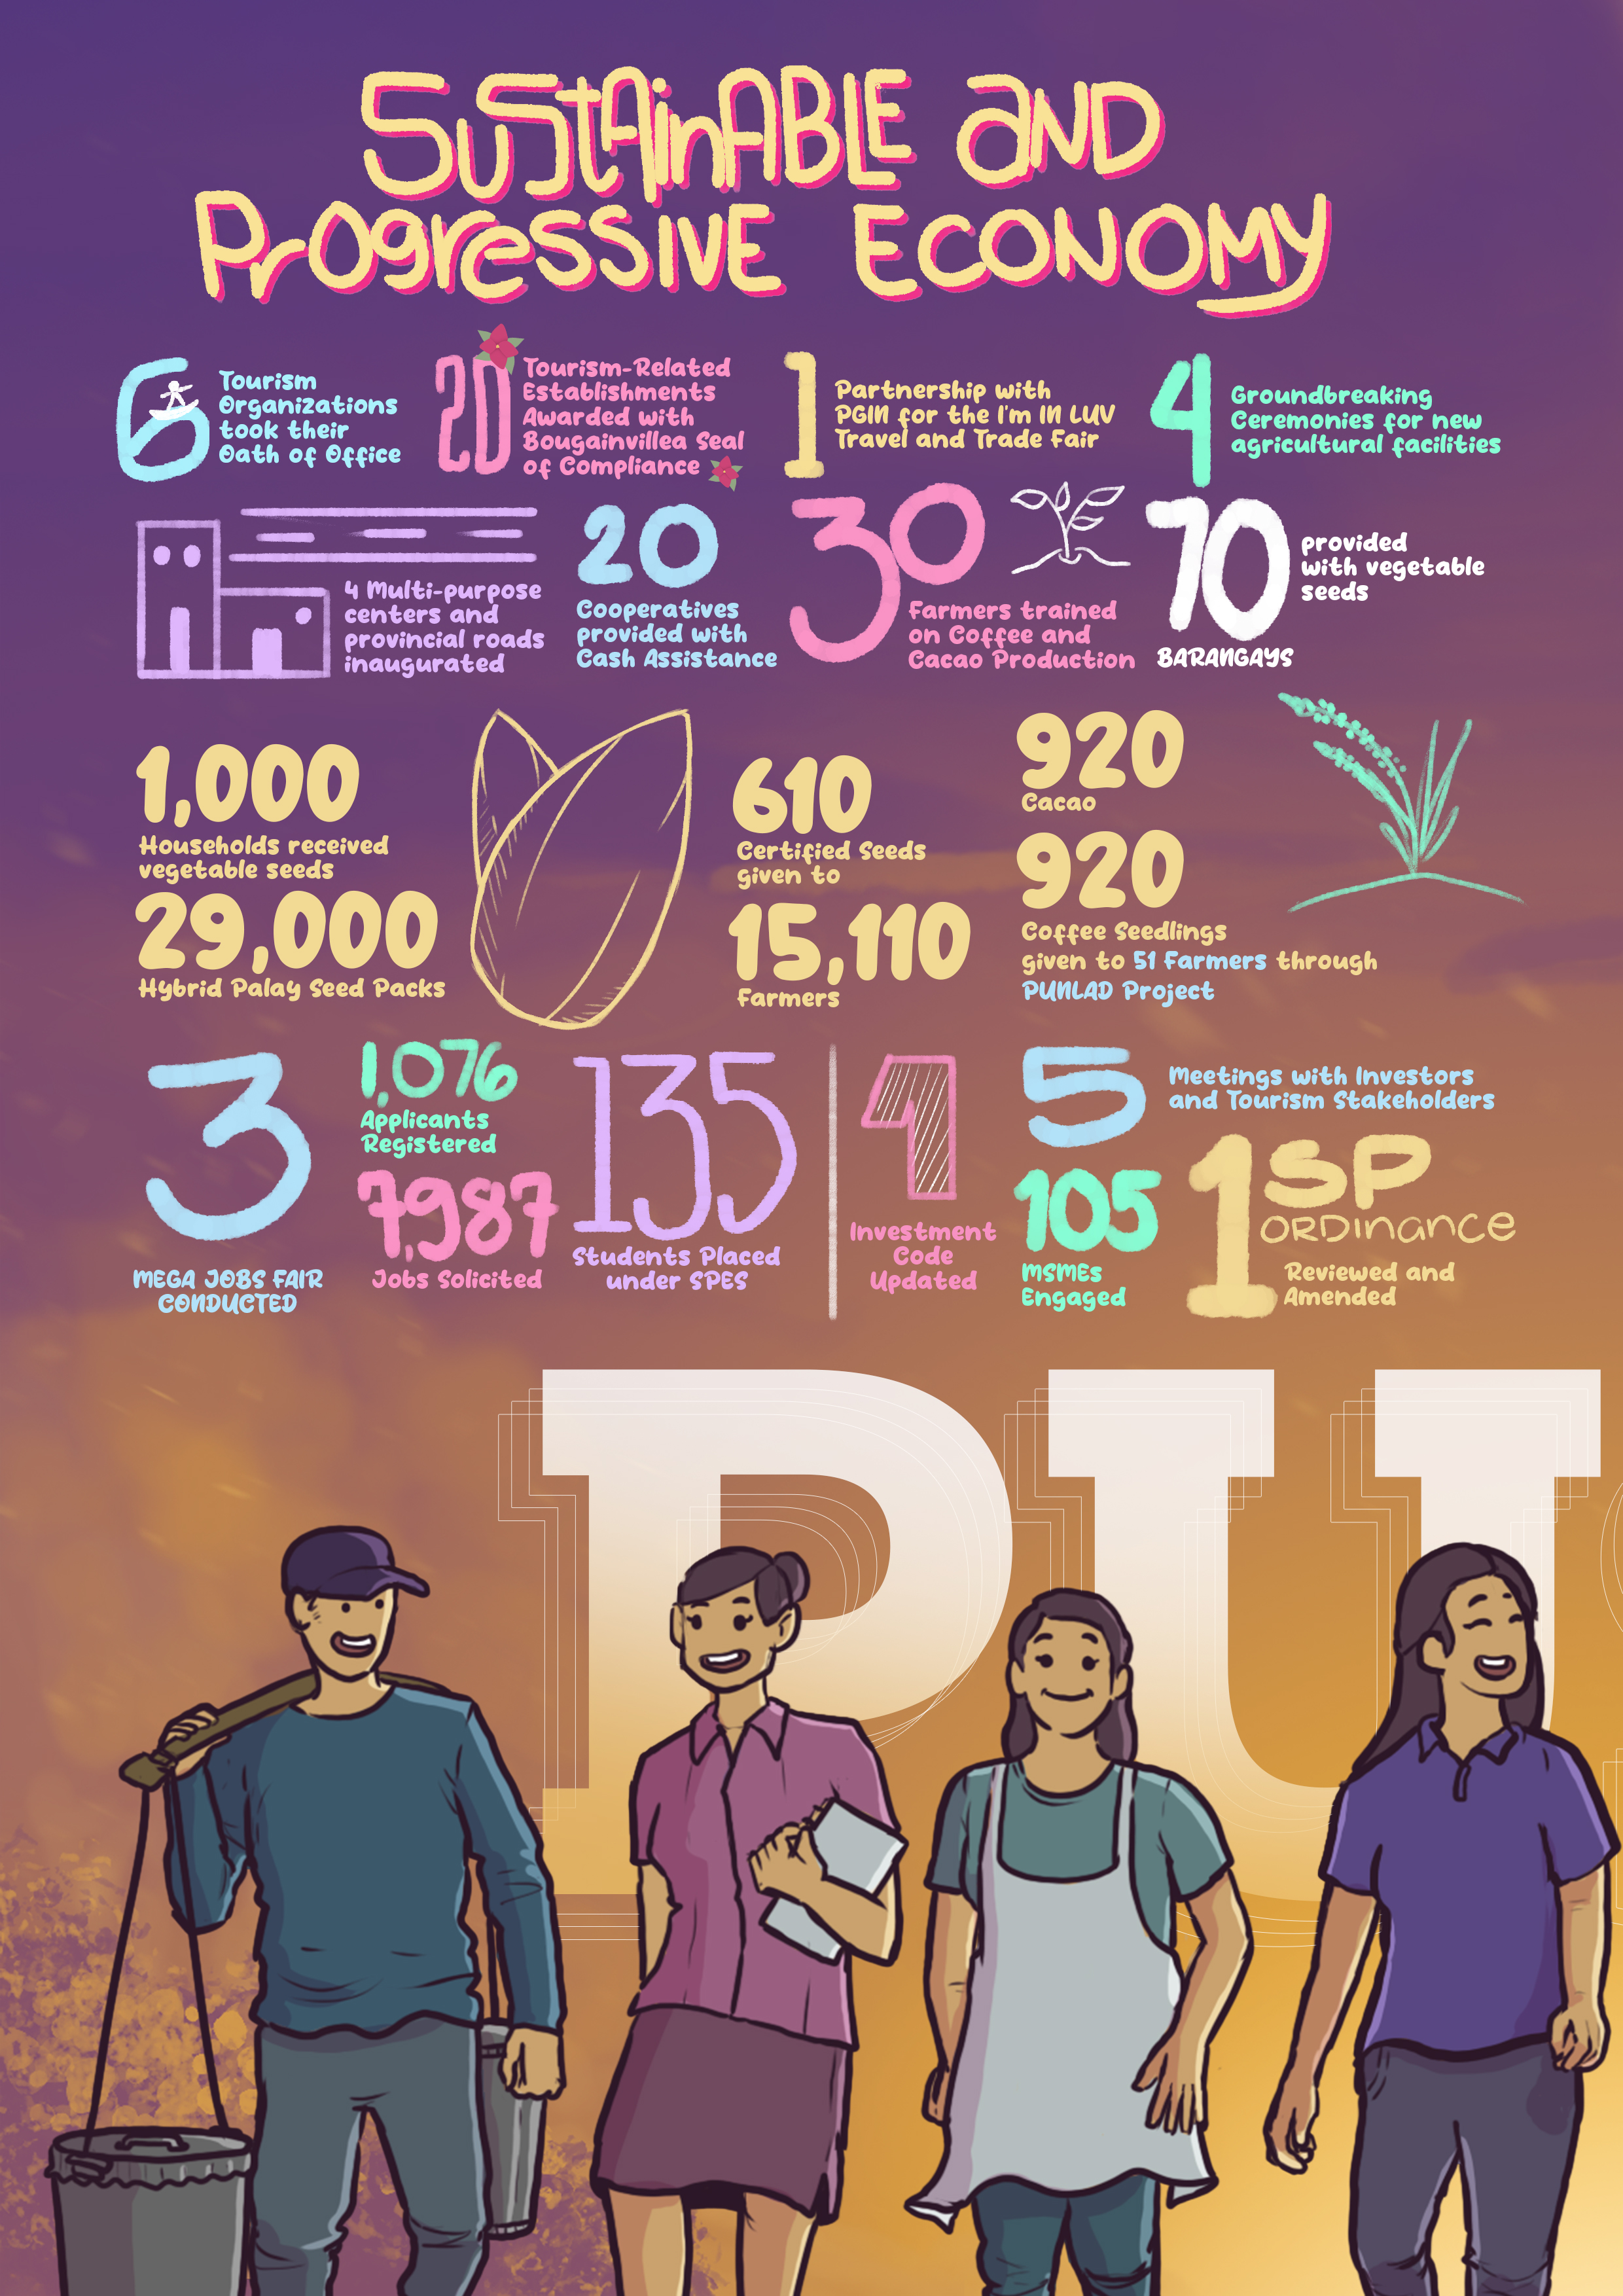 SUSTAINABLE AND
PROGRESSIVE ECONOMY
6
Tourism
Organizations
took their
Oath of Office
20
Tourism-Related
Establishments
Awarded with
Bougainvillea Seal
of Compliance
1
Partnership with
PGIN for the I'm IN LUV
Travel and Trade Fair
4
Groundbreaking
Ceremonies for new
agricultural facilities
4 Multi-purpose
centers and
provincial roads
inaugurated
20
Cooperatives
provided with
Cash Assistance
30
Farmers trained
on Coffee and
Cacao Production
70
BARANGAYS
provided
with vegetable
seeds
1,000
Households received
vegetable seeds
29,000
Hybrid Palay Seed Packs
610
Certified Seeds
given to
15,110
Farmers
920
Cacao
920
Coffee Seedlings
given to 51 Farmers through
PUNLAD Project
3
MEGA JOBS FAIR
CONDUCTED
1,076
Applicants
Registered
7,987
Jobs Solicited
135
Students Placed
under SPES
1
Investment
Code
Updated
5
Meetings with Investors
and Tourism Stakeholders
105
MSMEs
Engaged
1 SP
ORDinance
Reviewed and
Amended
PU